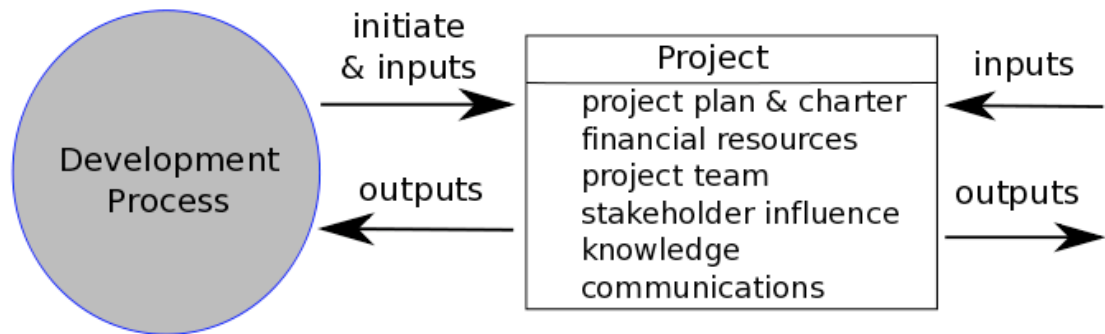 initiate
& inputs
Development
Process
outputs
Project
project plan & charter
financial resources
project team
stakeholder influence
knowledge
communications
inputs
outputs